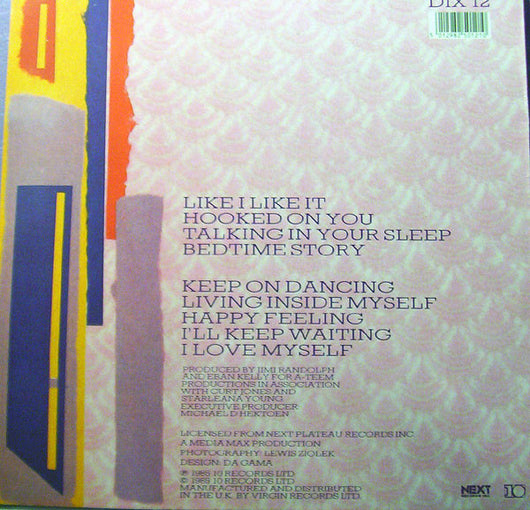 DIX 12
LIKE I LIKE IT
HOOKED ON YOU
TALKING IN YOUR SLEEP
BEDTIME STORY
KEEP ON DANCING
LIVING INSIDE MYSELF
HAPPY FEELING
I'LL KEEP WAITING
I LOVE MYSELF
PRODUCED BY JIMI RANDOLPH
AND EBAN KELLY FOR A-TEEM
PRODUCTIONS IN ASSOCIATION
WITH CURT JONES AND
STARLEANA YOUNG
EXECUTIVE PRODUCER
MICHAEL D HEKTOEN
LICENSED FROM NEXT PLATEAU RECORDS INC
A MEDIA MAX PRODUCTION
PHOTOGRAPHY: LEWIS ZIOLEK
DESIGN: DA GAMA
℗ 1985 10 RECORDS LTD
© 1985 10 RECORDS LTD
MANUFACTURED AND DISTRIBUTED
IN THE U.K. BY VIRGIN RECORDS LTD.
NEXT
10